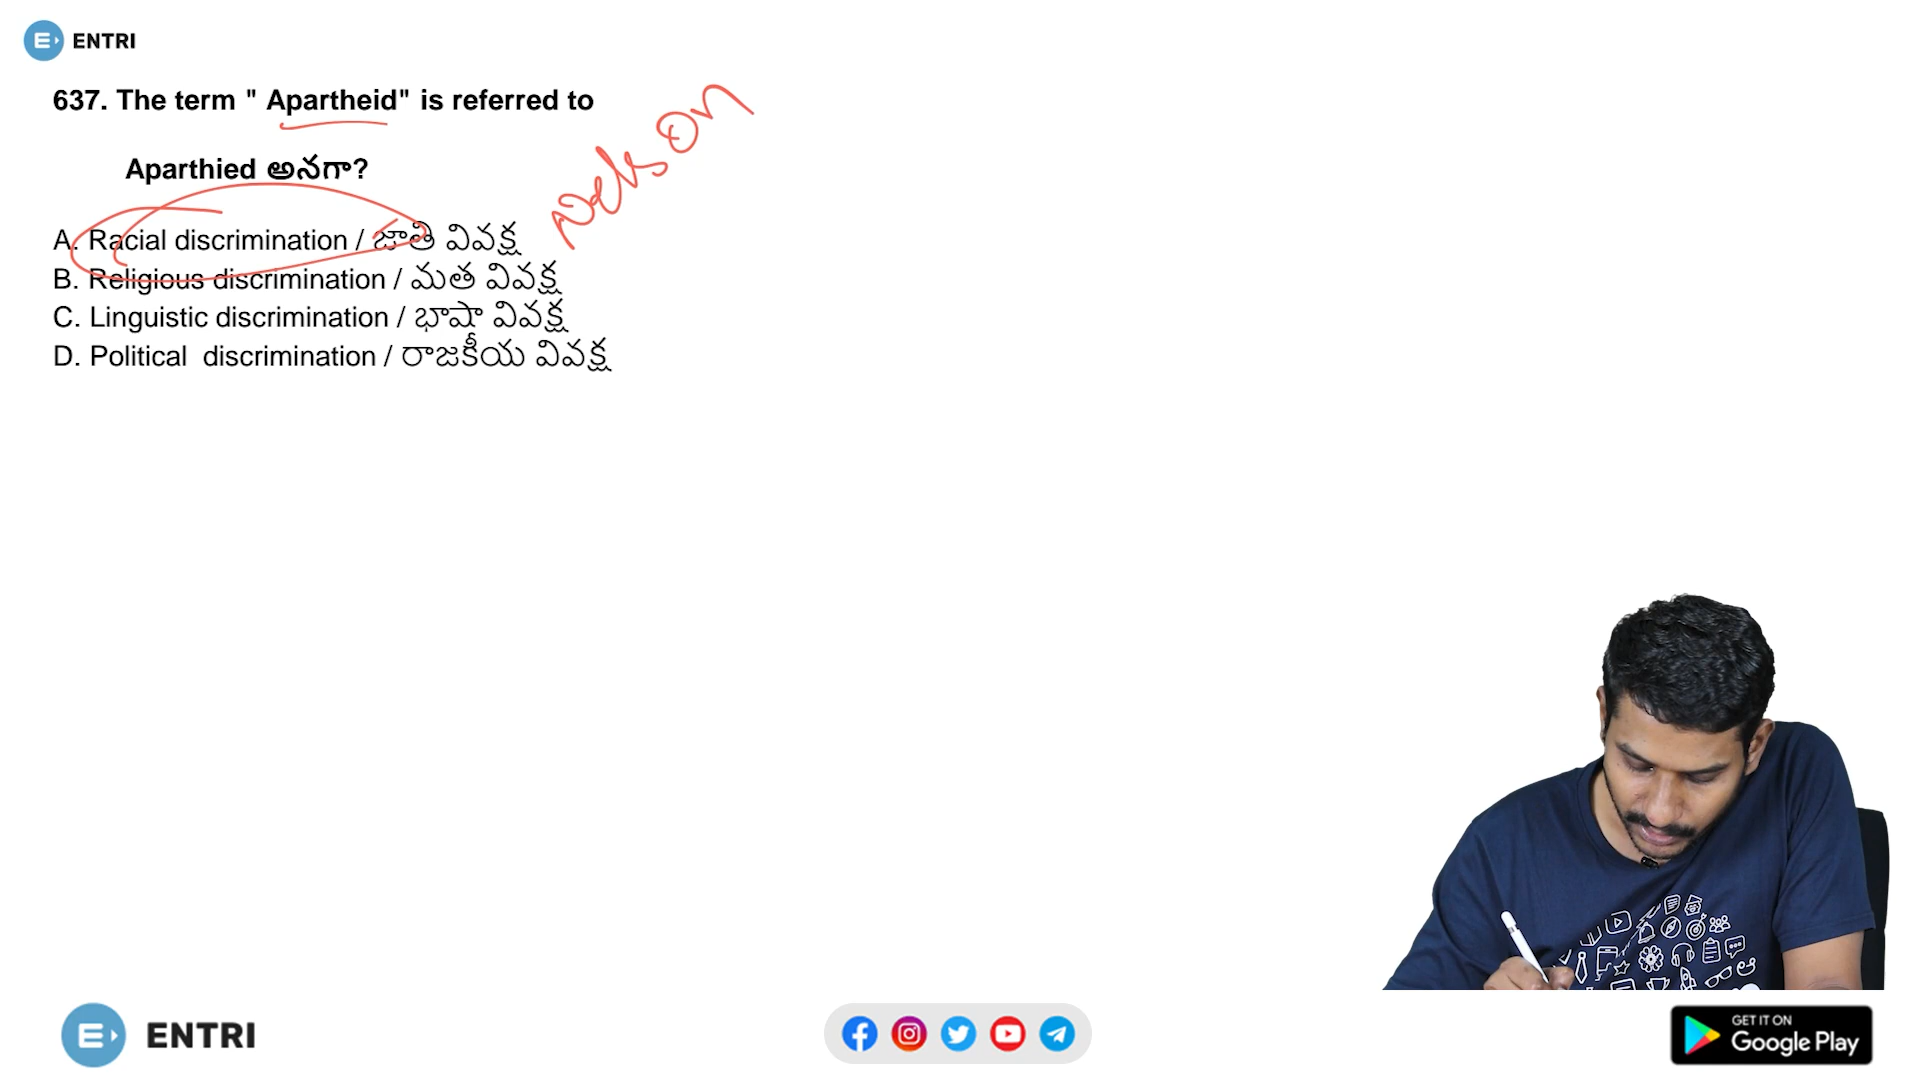 ENTRI
637. The term " Apartheid" is referred to
Aparthied అనగా?
nelson
A. Racial discrimination / జాతి వివక్ష
B. Religious discrimination / మత వివక్ష
C. Linguistic discrimination / భాషా వివక్ష
D. Political  discrimination / రాజకీయ వివక్ష
ENTRI
GET IT ON
Google Play